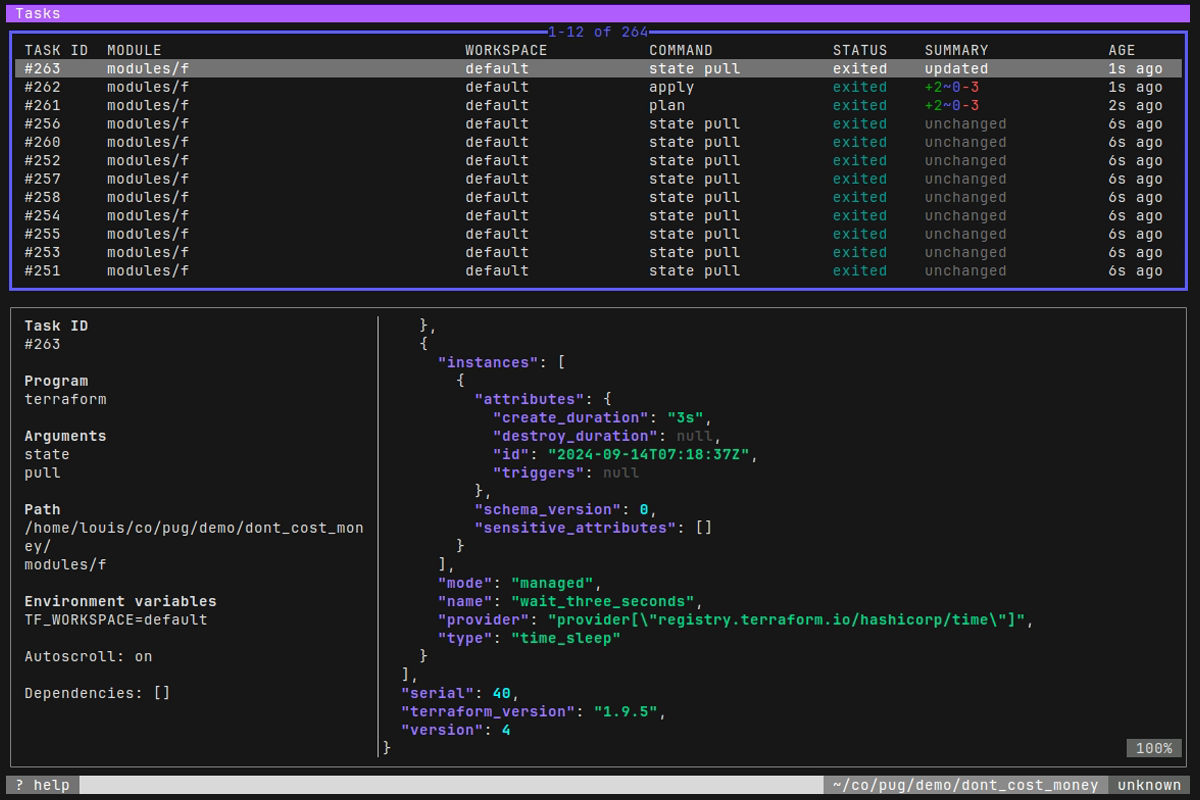 Tasks
1-12 of 264
TASK ID MODULE WORKSPACE COMMAND STATUS SUMMARY AGE
#263 modules/f default state pull exited updated 1s ago
#262 modules/f default apply exited +2~0-3 1s ago
#261 modules/f default plan exited +2~0-3 2s ago
#256 modules/f default state pull exited unchanged 6s ago
#260 modules/f default state pull exited unchanged 6s ago
#252 modules/f default state pull exited unchanged 6s ago
#257 modules/f default state pull exited unchanged 6s ago
#258 modules/f default state pull exited unchanged 6s ago
#254 modules/f default state pull exited unchanged 6s ago
#255 modules/f default state pull exited unchanged 6s ago
#253 modules/f default state pull exited unchanged 6s ago
#251 modules/f default state pull exited unchanged 6s ago
Task ID
#263
Program
terraform
Arguments
state
pull
Path
/home/louis/co/pug/demo/dont_cost_mon
ey/
modules/f
Environment variables
TF_WORKSPACE=default
Autoscroll: on
Dependencies: []
},
{
"instances": [
{
"attributes": {
"create_duration": "3s",
"destroy_duration": null,
"id": "2024-09-14T07:18:37Z",
"triggers": null
},
"schema_version": 0,
"sensitive_attributes": []
}
],
"mode": "managed",
"name": "wait_three_seconds",
"provider": "provider[\"registry.terraform.io/hashicorp/time\"]",
"type": "time_sleep"
}
],
"serial": 40,
"terraform_version": "1.9.5",
"version": 4
}
100%
? help ~/co/pug/demo/dont_cost_money unknown